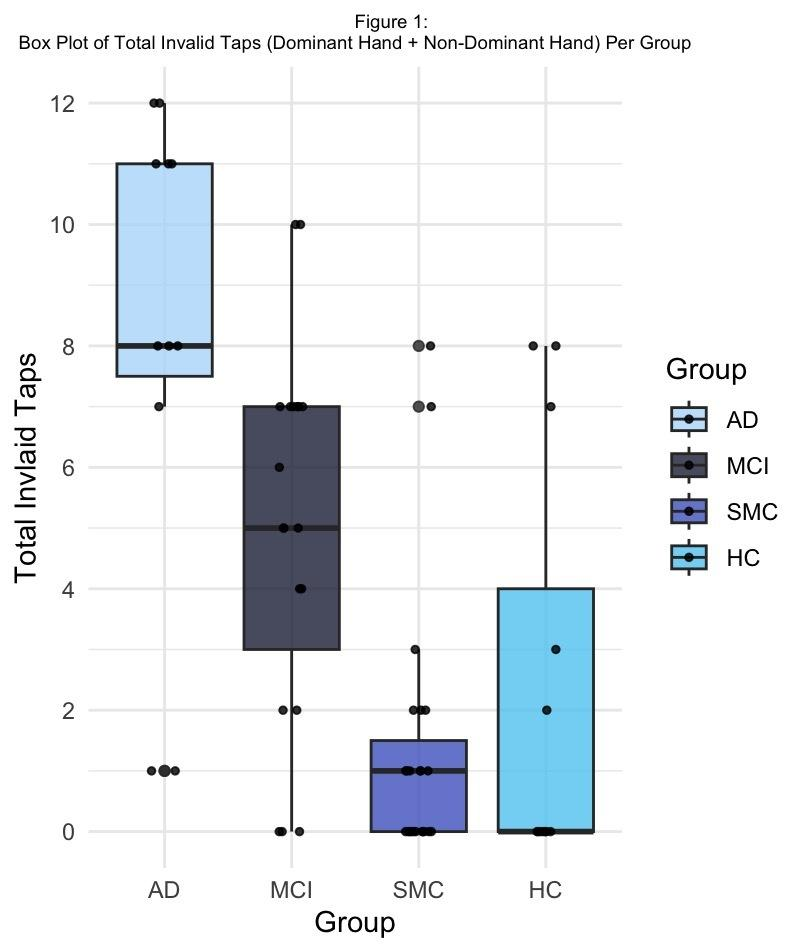 Figure 1:
Box Plot of Total Invalid Taps (Dominant Hand + Non-Dominant Hand) Per Group
12
10
8
6
4
2
0
Total Invlaid Taps
AD
MCI
SMC
HC
Group
Group
AD
MCI
SMC
HC